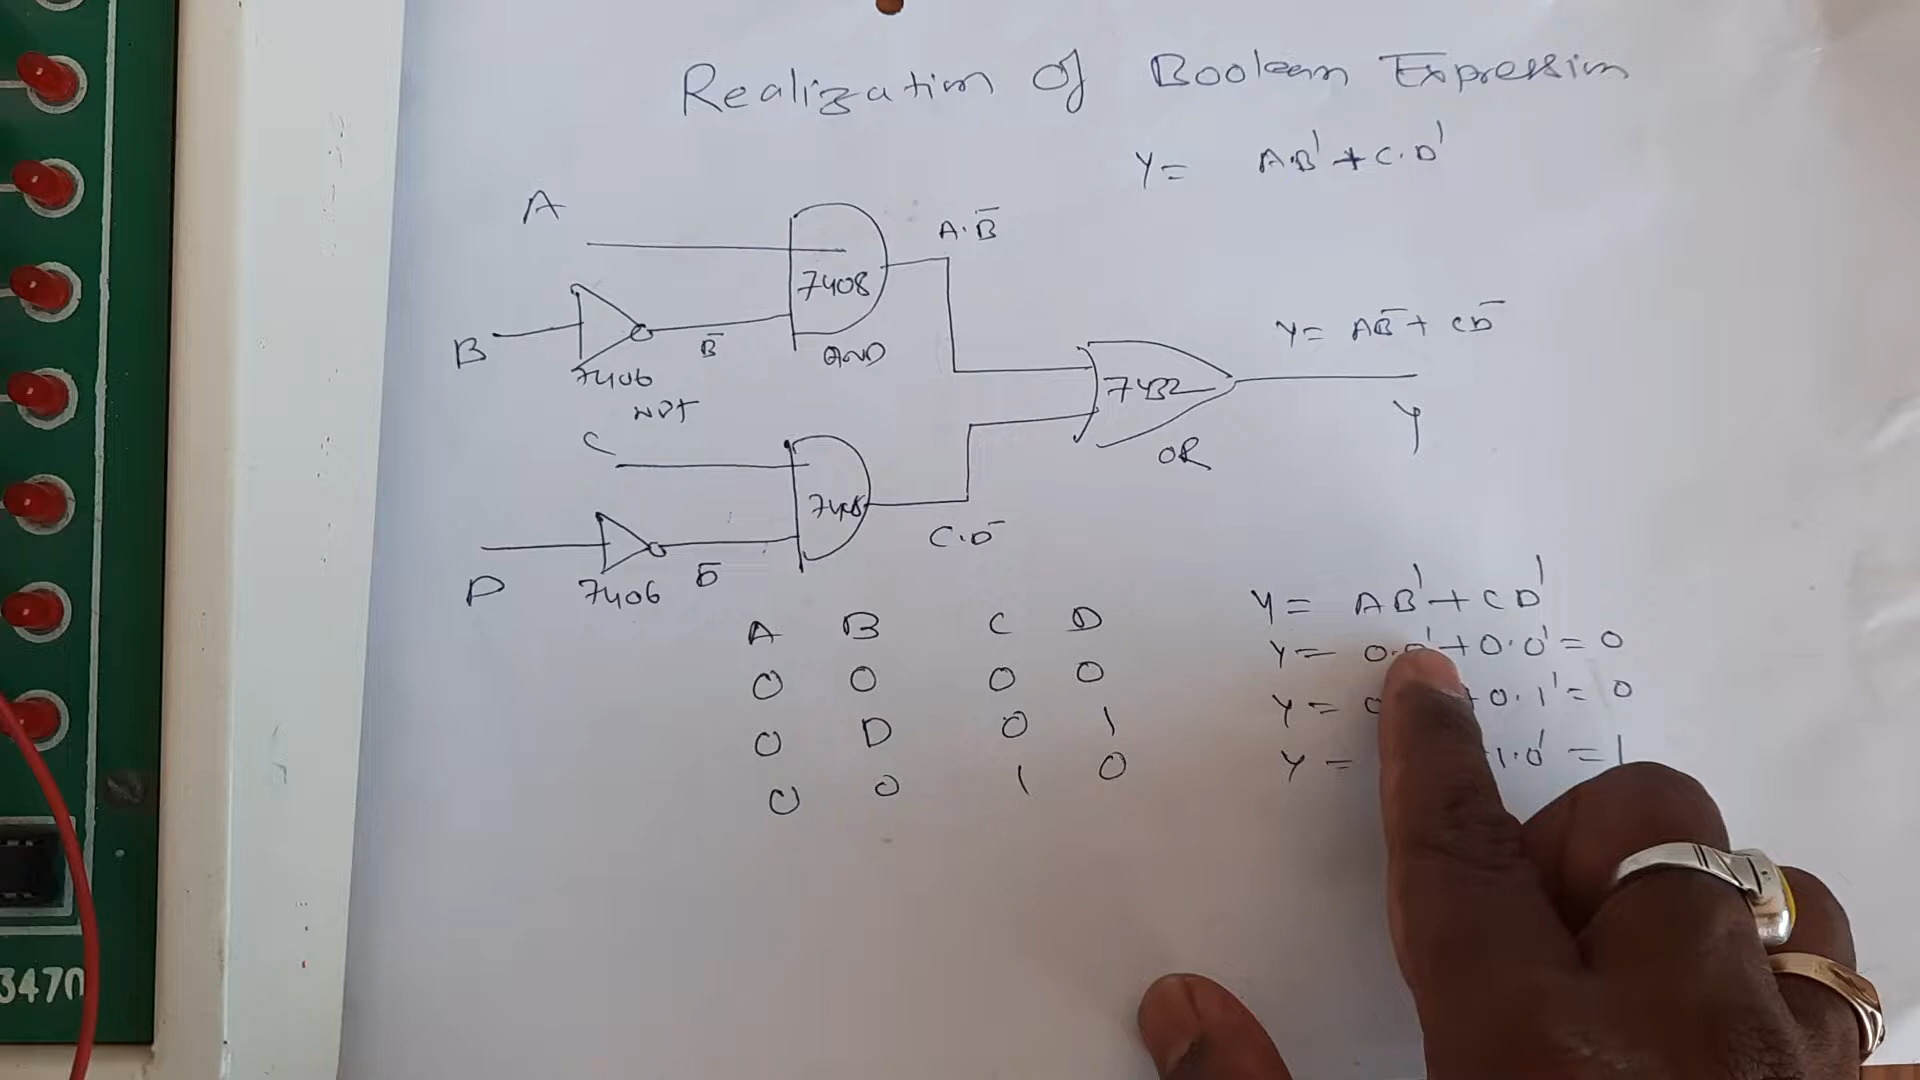 Realization Of Boolean Expression
Y = A.B' + C.D'
A
A.B̅
7408
B
B̅
AND
7406
NOT
Y = AB̅ + CD̅
7432
Y
OR
C
7408
C.D̅
D
D̅
7406
A B C D
0 0 0 0
0 0 0 1
0 0 1 0
Y = AB' + CD'
Y = 0.0' + 0.0' = 0
Y = 0 + 0.1' = 0
Y = 1.0' = 1
3470